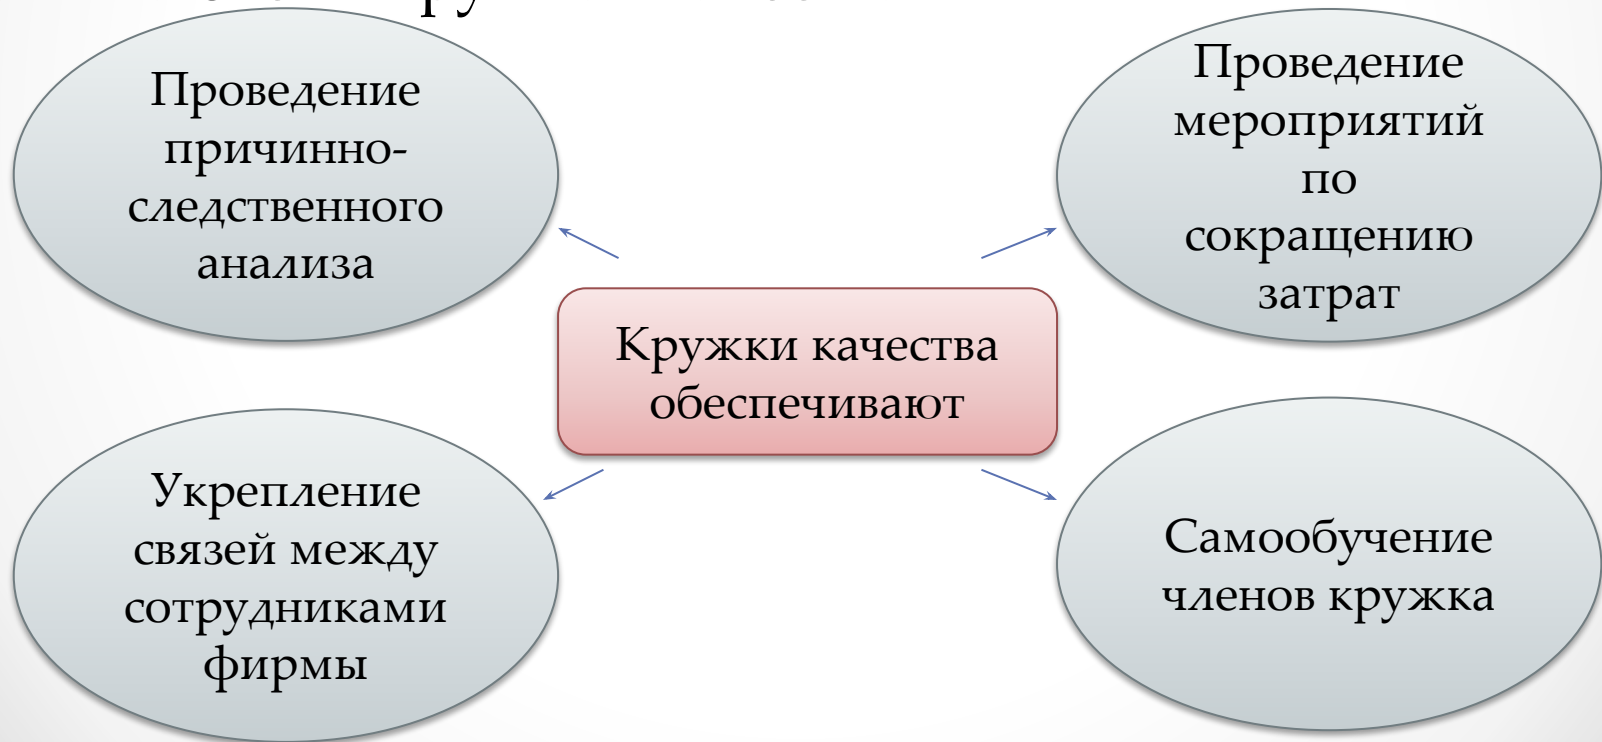 Проведение
причинно-
следственного
анализа
Проведение
мероприятий
по
сокращению
затрат
Кружки качества
обеспечивают
Укрепление
связей между
сотрудниками
фирмы
Самообучение
членов кружка